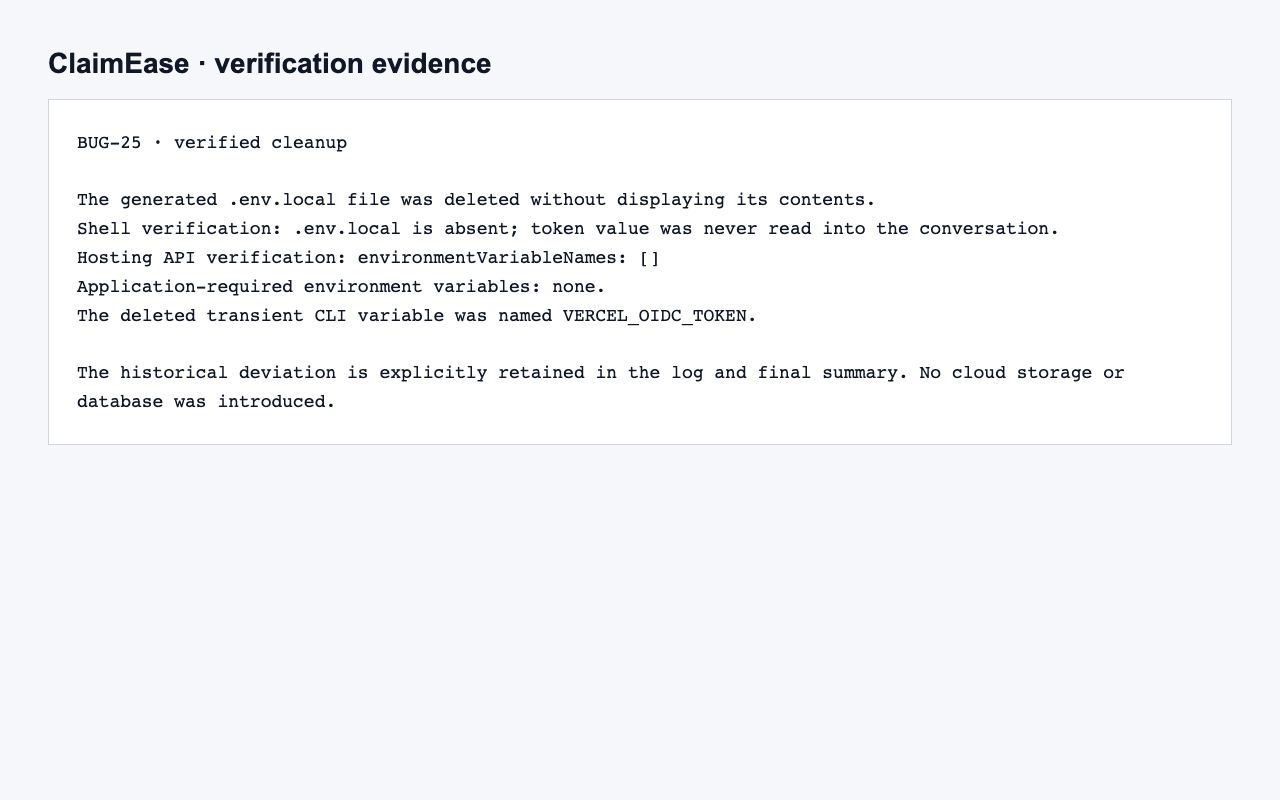 ClaimEase · verification evidence
BUG-25 · verified cleanup
The generated .env.local file was deleted without displaying its contents.
Shell verification: .env.local is absent; token value was never read into the conversation.
Hosting API verification: environmentVariableNames: []
Application-required environment variables: none.
The deleted transient CLI variable was named VERCEL_OIDC_TOKEN.
The historical deviation is explicitly retained in the log and final summary. No cloud storage or
database was introduced.